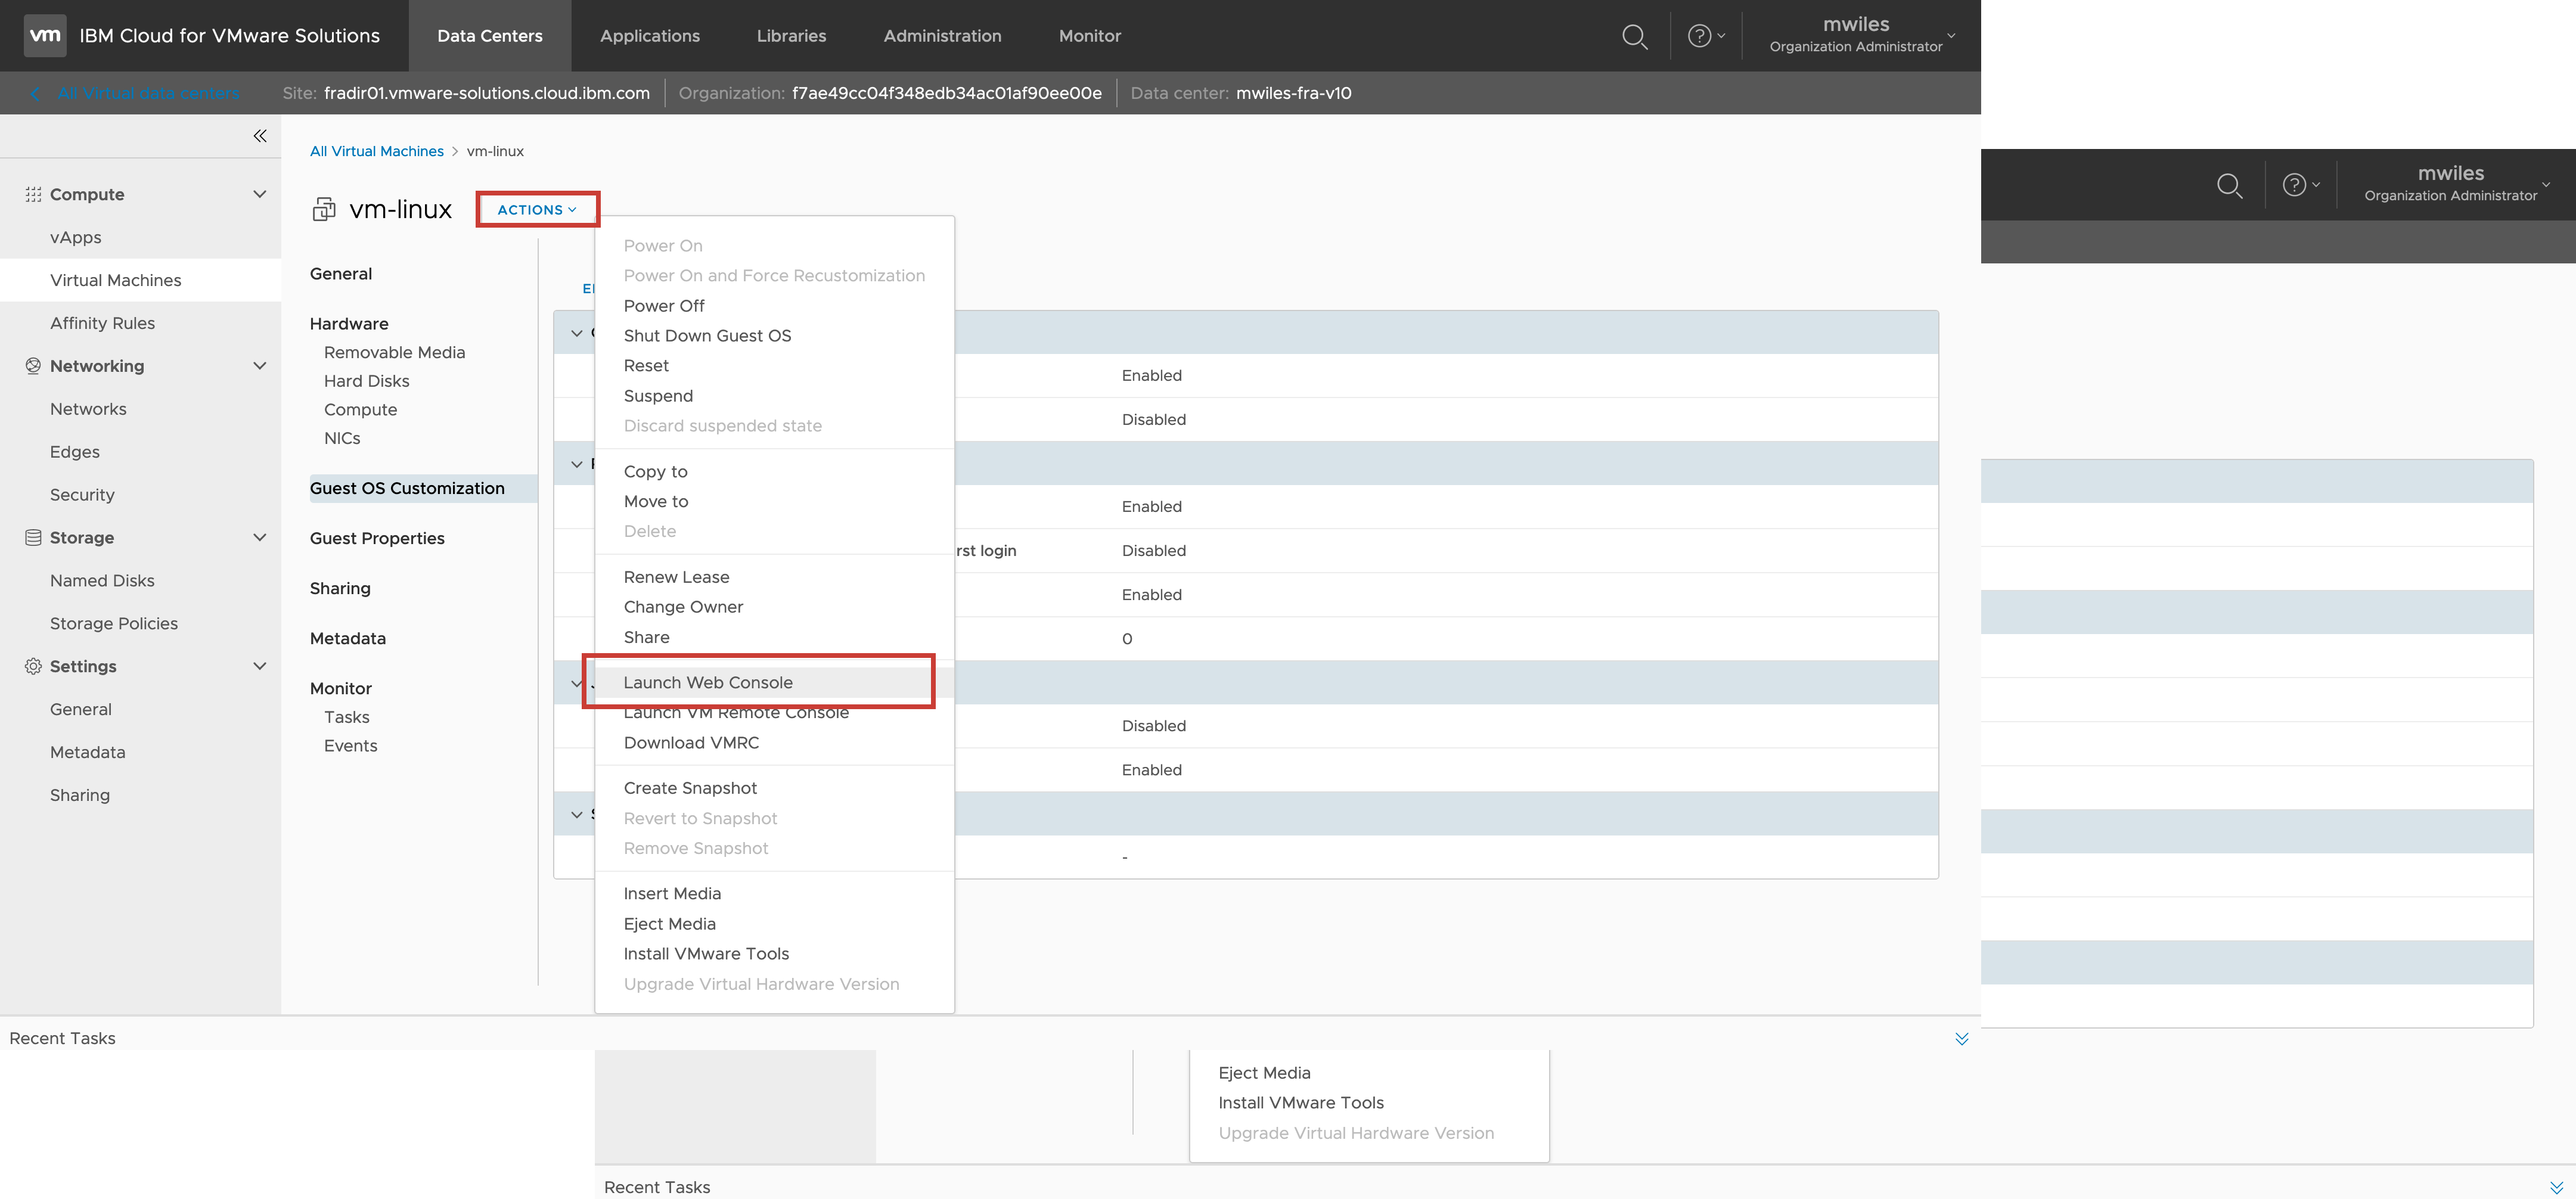 vm IBM Cloud for VMware Solutions Data Centers Applications Libraries Administration Monitor mwiles
Organization Administrator
All Virtual data centers Site: fradir01.vmware-solutions.cloud.ibm.com Organization: f7ae49cc04f348edb34ac01af90ee00e Data center: mwiles-fra-v10
All Virtual Machines > vm-linux
vm-linux ACTIONS
Compute
vApps
Virtual Machines
Affinity Rules
Networking
Networks
Edges
Security
Storage
Named Disks
Storage Policies
Settings
General
Metadata
Sharing
General
Hardware
Removable Media
Hard Disks
Compute
NICs
Guest OS Customization
Guest Properties
Sharing
Metadata
Monitor
Tasks
Events
Power On
Power On and Force Recustomization
Power Off
Shut Down Guest OS
Reset
Suspend
Discard suspended state
Copy to
Move to
Delete
Renew Lease
Change Owner
Share
Launch Web Console
Launch VM Remote Console
Download VMRC
Create Snapshot
Revert to Snapshot
Remove Snapshot
Insert Media
Eject Media
Install VMware Tools
Upgrade Virtual Hardware Version
Enabled
Disabled
Enabled
rst login Disabled
Enabled
0
Disabled
Enabled
-
Recent Tasks
mwiles
Organization Administrator
Eject Media
Install VMware Tools
Upgrade Virtual Hardware Version
Recent Tasks